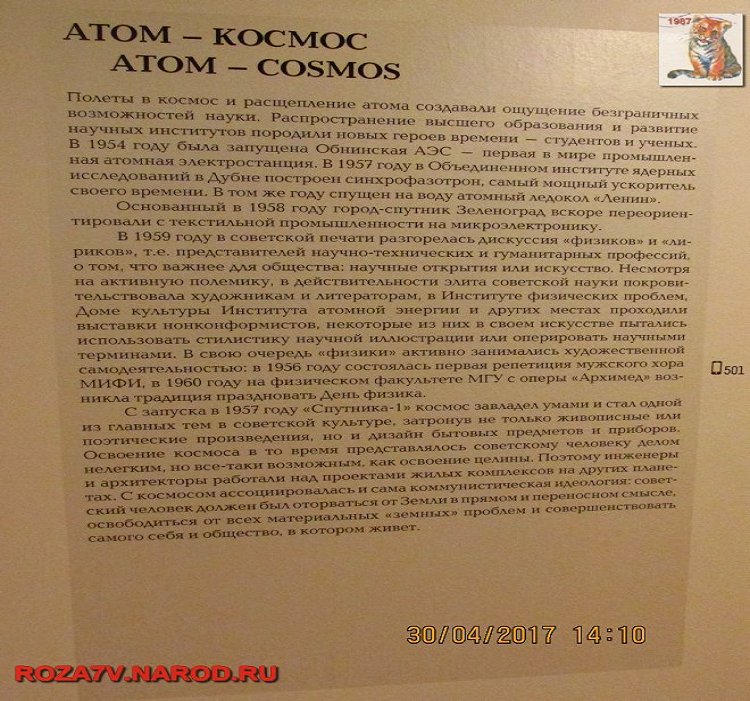 1987
АТОМ – КОСМОС
ATOM – COSMOS
Полеты в космос и расщепление атома создавали ощущение безграничных
возможностей науки. Распространение высшего образования и развитие
научных институтов породили новых героев времени — студентов и ученых.
В 1954 году была запущена Обнинская АЭС — первая в мире промышлен-
ная атомная электростанция. В 1957 году в Объединенном институте ядерных
исследований в Дубне построен синхрофазотрон, самый мощный ускоритель
своего времени. В том же году спущен на воду атомный ледокол «Ленин».
Основанный в 1958 году город-спутник Зеленоград вскоре переориен-
тировали с текстильной промышленности на микроэлектронику.
В 1959 году в советской печати разгорелась дискуссия «физиков» и «ли-
риков», т.е. представителей научно-технических и гуманитарных профессий,
о том, что важнее для общества: научные открытия или искусство. Несмотря
на активную полемику, в действительности элита советской науки покрови-
тельствовала художникам и литераторам, в Институте физических проблем,
Доме культуры Института атомной энергии и других местах проходили
выставки нонконформистов, некоторые из них в своем искусстве пытались
использовать стилистику научной иллюстрации или оперировать научными
терминами. В свою очередь «физики» активно занимались художественной
самодеятельностью: в 1956 году состоялась первая репетиция мужского хора
МИФИ, в 1960 году на физическом факультете МГУ с оперы «Архимед» воз-
никла традиция праздновать День физика.
С запуска в 1957 году «Спутника-1» космос завладел умами и стал одной
из главных тем в советской культуре, затронув не только живописные или
поэтические произведения, но и дизайн бытовых предметов и приборов.
Освоение космоса в то время представлялось советскому человеку делом
нелегким, но все-таки возможным, как освоение целины. Поэтому инженеры
и архитекторы работали над проектами жилых комплексов на других плане-
тах. С космосом ассоциировалась и сама коммунистическая идеология: совет-
ский человек должен был оторваться от Земли в прямом и переносном смысле,
освободиться от всех материальных «земных» проблем и совершенствовать
самого себя и общество, в котором живет.
501
30/04/2017 14:10
ROZA7V.NAROD.RU